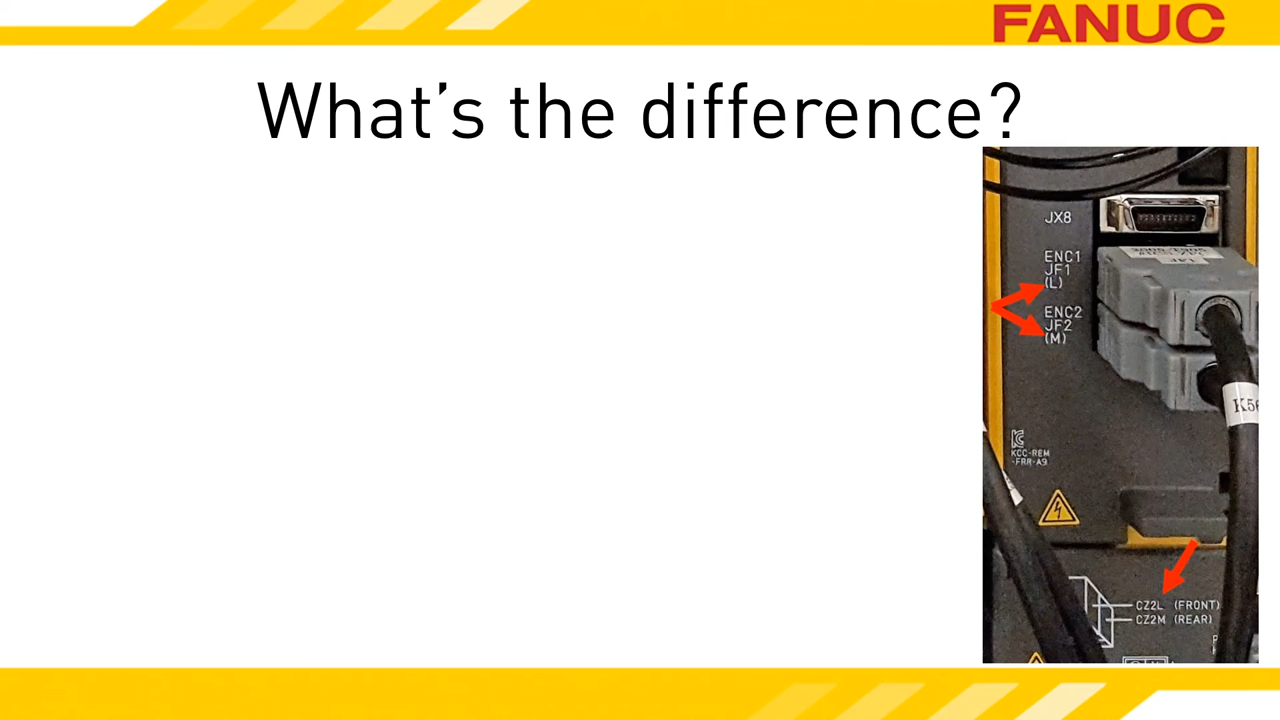 FANUC
What's the difference?
JX8
ENC1
JF1
(L)
ENC2
JF2
(M)
KCC-REM
-FRR-A9
CZ2L (FRONT)
CZ2M (REAR)